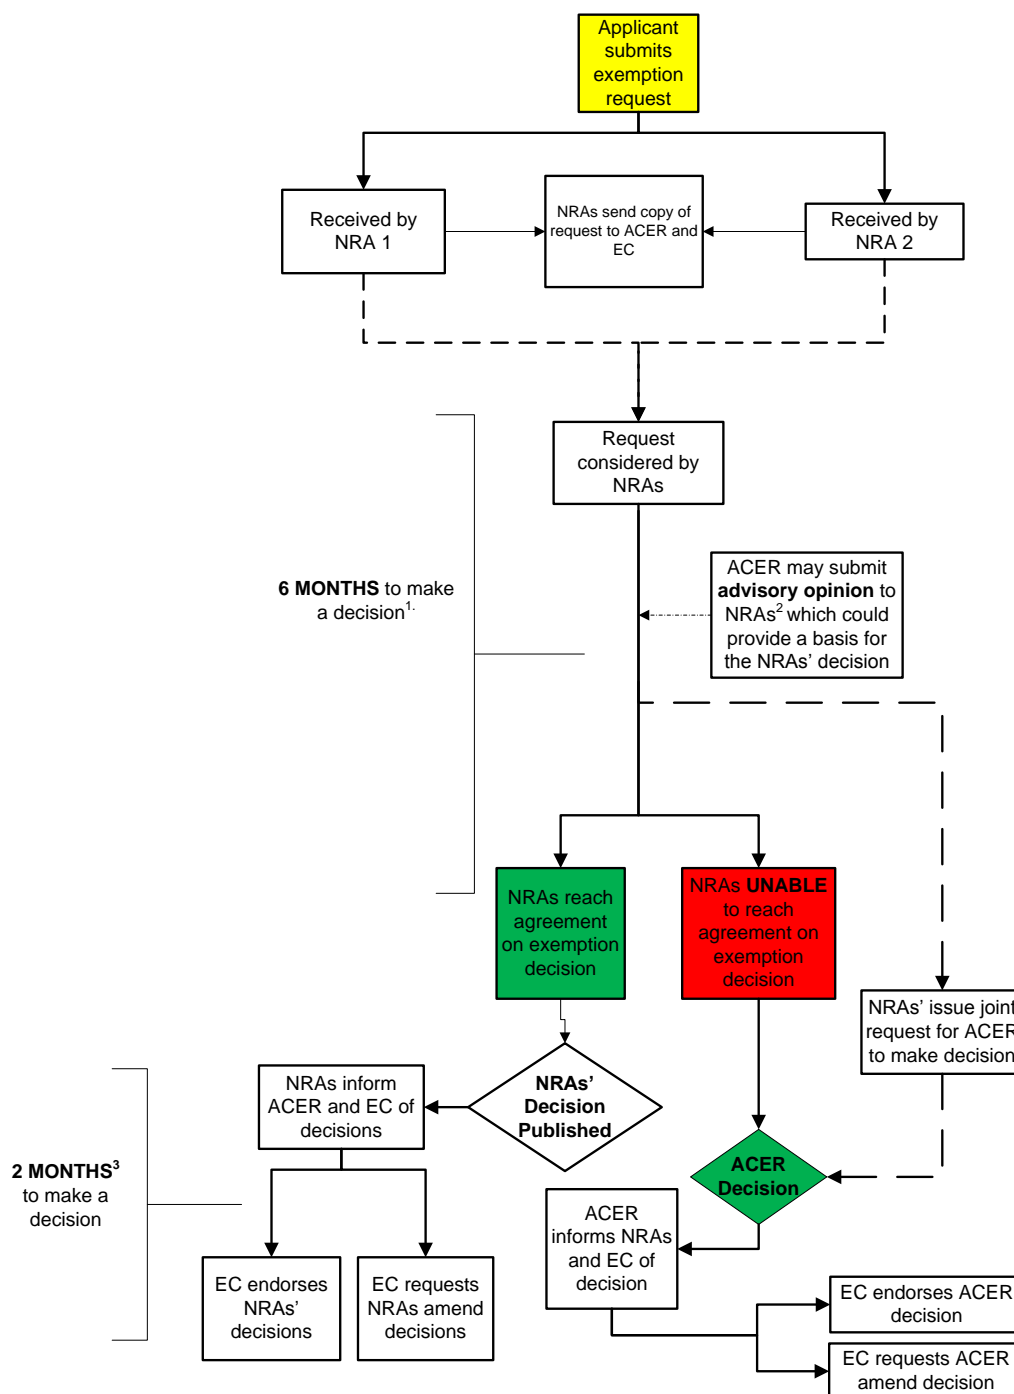 Applicant
submits
exemption
request
Received by
NRA 1
NRAs send copy of
request to ACER and
EC
Received by
NRA 2
Request
considered by
NRAs
6 MONTHS to make
a decision1.
ACER may submit
advisory opinion to
NRAs2 which could
provide a basis for
the NRAs’ decision
NRAs reach
agreement
on exemption
decision
NRAs UNABLE
to reach
agreement on
exemption
decision
NRAs’ issue joint
request for ACER
to make decision
NRAs inform
ACER and EC of
decisions
NRAs’
Decision
Published
2 MONTHS3
to make a
decision
ACER
Decision
ACER
informs NRAs
and EC of
decision
EC endorses
NRAs’
decisions
EC requests
NRAs amend
decisions
EC endorses ACER
decision
EC requests ACER
amend decision